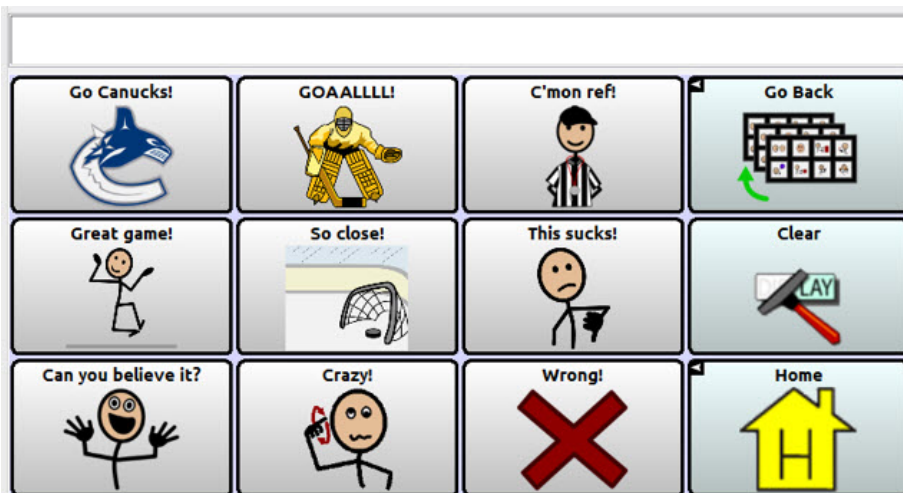 Go Canucks!
GOAALLLL!
C'mon ref!
Go Back
Great game!
So close!
This sucks!
Clear
LAY
Can you believe it?
Crazy!
Wrong!
Home
H